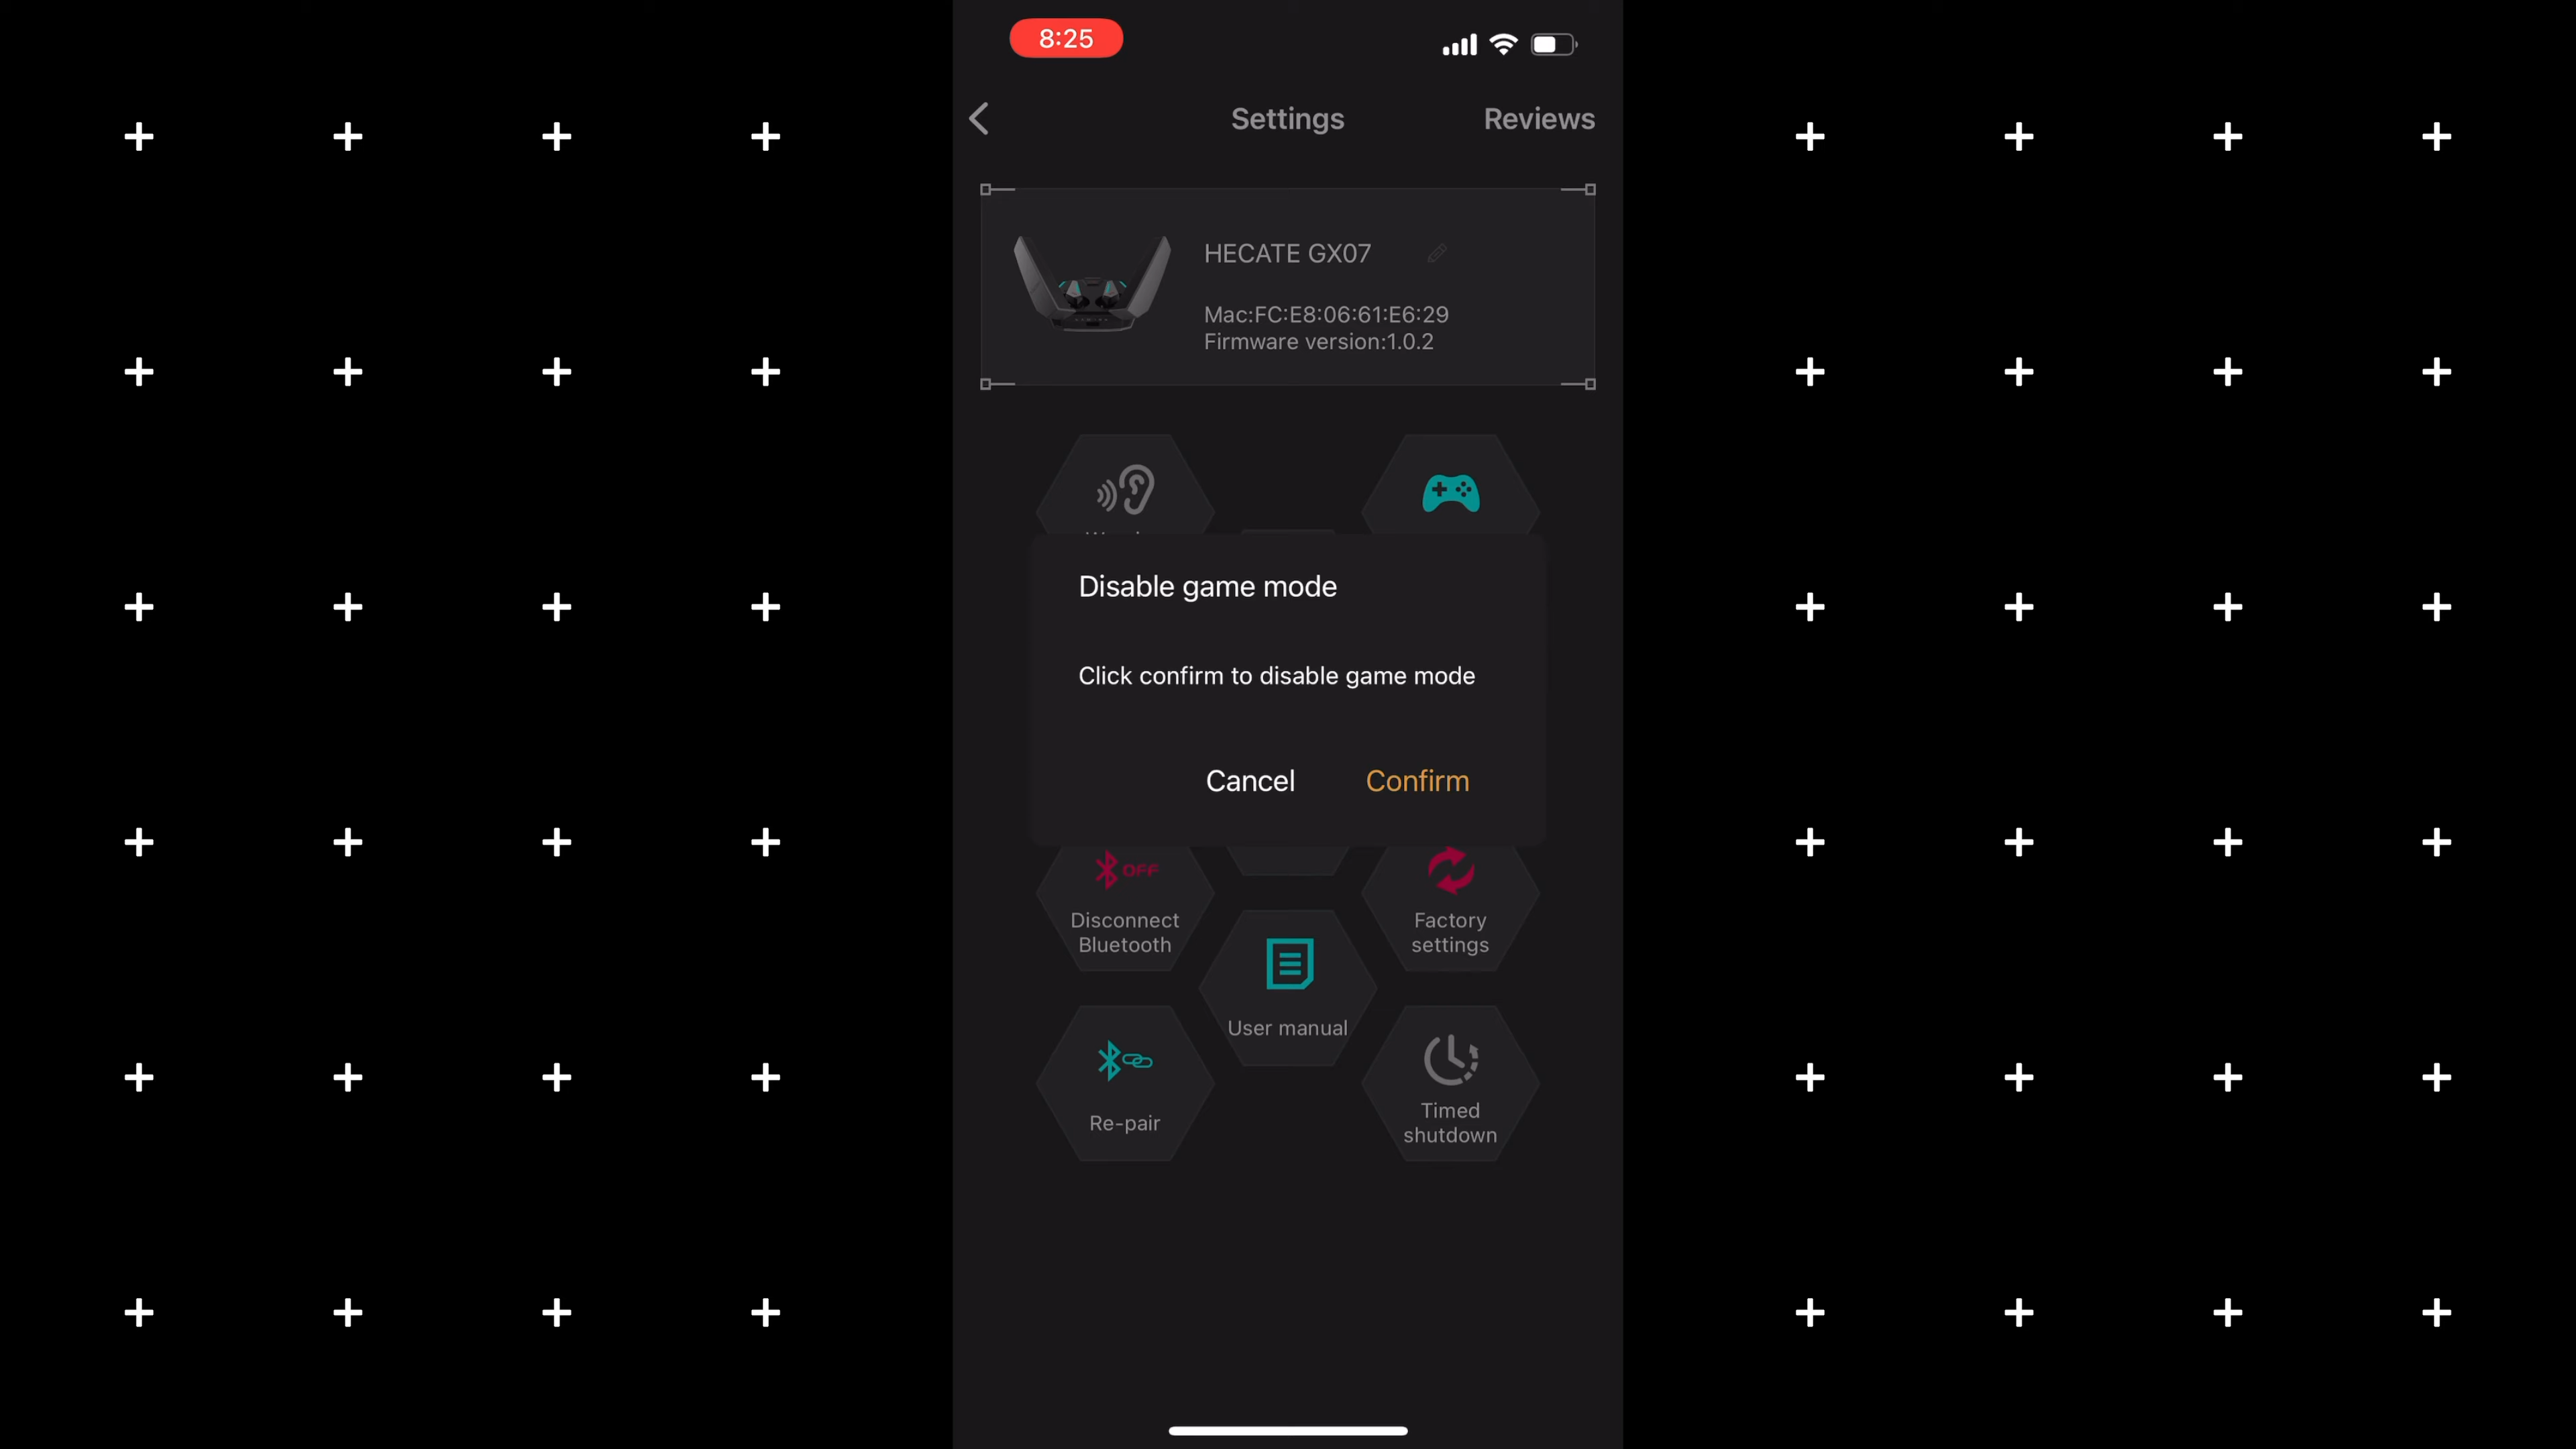 8:25
Settings
Reviews
HECATE GX07
Mac:FC:E8:06:61:E6:29
Firmware version:1.0.2
Disable game mode
Click confirm to disable game mode
Cancel
Confirm
OFF
Disconnect
Bluetooth
Factory
settings
User manual
Re-pair
Timed
shutdown